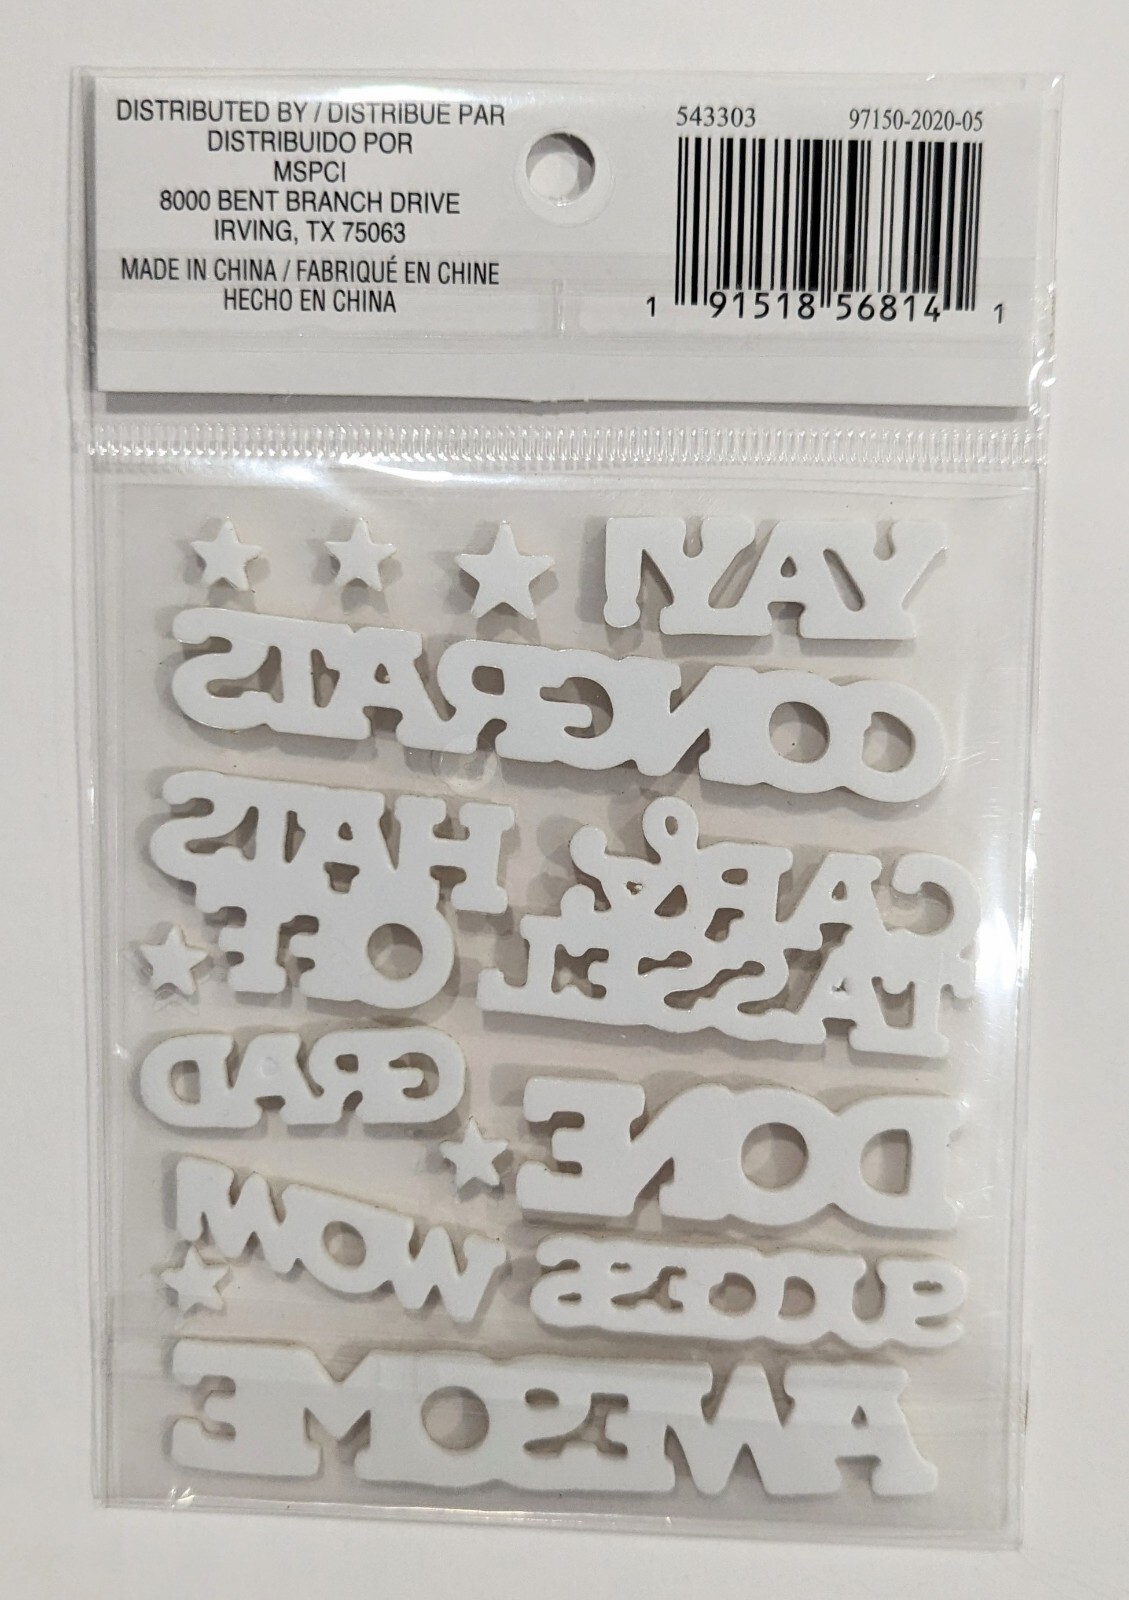 DISTRIBUTED BY / DISTRIBUÉ PAR
DISTRIBUIDO POR
MSPCI
8000 BENT BRANCH DRIVE
IRVING, TX 75063
MADE IN CHINA / FABRIQUÉ EN CHINE
HECHO EN CHINA
543303 97150-2020-05
1 91518 56814 1
YAY!
CONGRATS
HATS
OFF
CAP &
TASSEL
GRAD
DONE
WOW
success
AWESOME